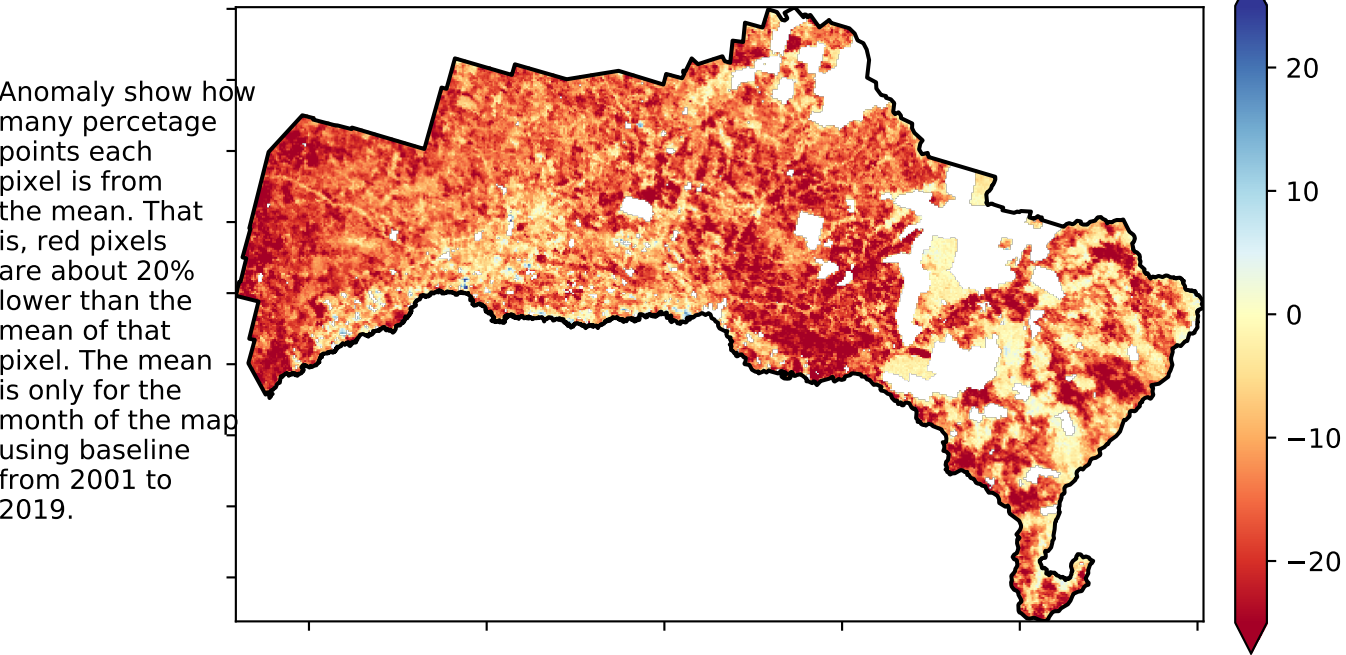 Anomaly show how
many percetage
points each
pixel is from
the mean. That
is, red pixels
are about 20%
lower than the
mean of that
pixel. The mean
is only for the
month of the map
using baseline
from 2001 to
2019.
20
10
0
−10
−20